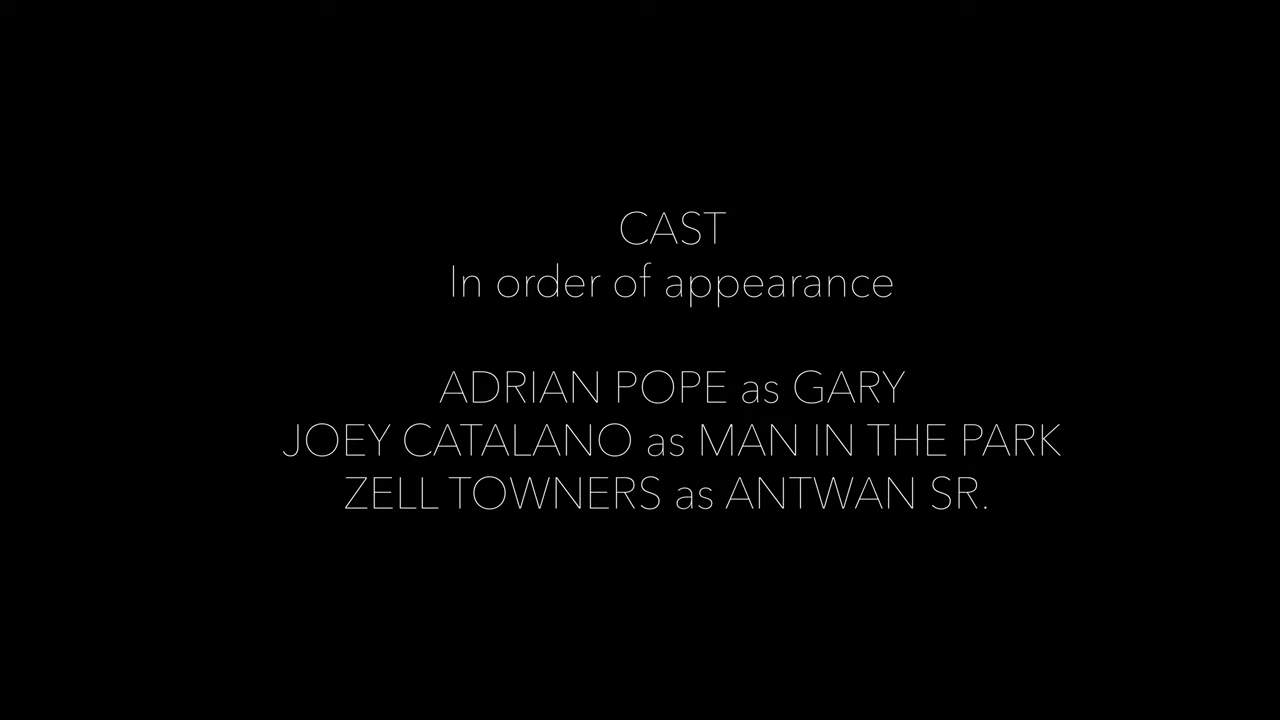 CAST
In order of appearance
ADRIAN POPE as GARY
JOEY CATALANO as MAN IN THE PARK
ZELL TOWNERS as ANTWAN SR.